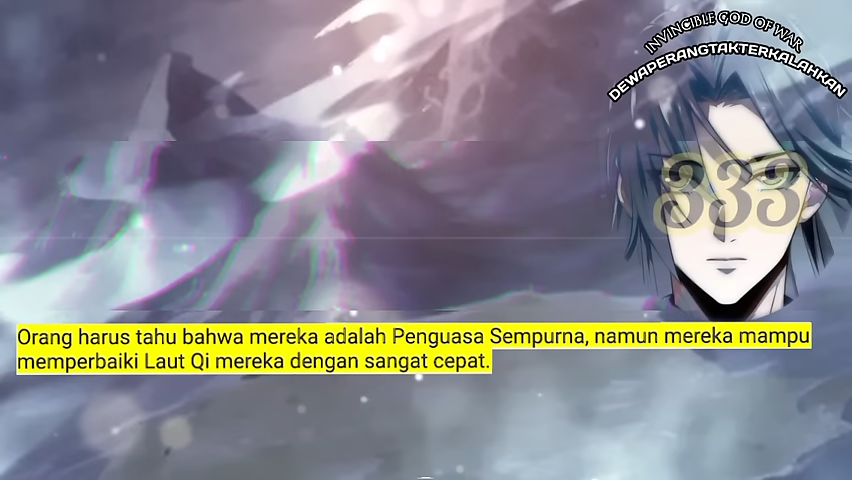 INVINCIBLE GOD OF WAR
DEWAPERANGTAKTERKALAHKAN
333
Orang harus tahu bahwa mereka adalah Penguasa Sempurna, namun mereka mampu
memperbaiki Laut Qi mereka dengan sangat cepat.